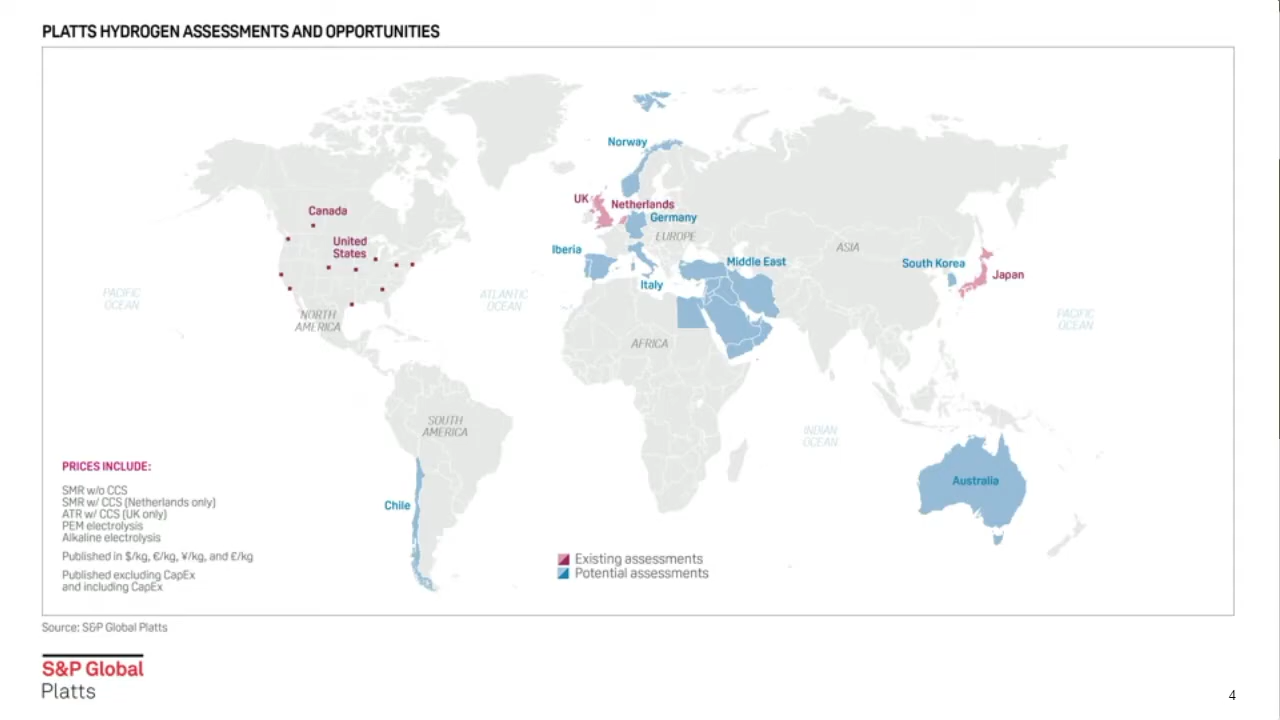 PLATTS HYDROGEN ASSESSMENTS AND OPPORTUNITIES
Norway
UK
Netherlands
Canada
Germany
EUROPE
United
States
Iberia
ASIA
Middle East
South Korea
Japan
Italy
PACIFIC
OCEAN
ATLANTIC
OCEAN
NORTH
AMERICA
PACIFIC
OCEAN
AFRICA
SOUTH
AMERICA
INDIAN
OCEAN
Australia
Chile
PRICES INCLUDE:
SMR w/o CCS
SMR w/ CCS (Netherlands only)
ATR w/ CCS (UK only)
PEM electrolysis
Alkaline electrolysis
Published in $/kg, €/kg, ¥/kg, and £/kg
Published excluding CapEx
and including CapEx
Existing assessments
Potential assessments
Source: S&P Global Platts
S&P Global
Platts
4